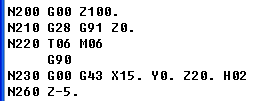 N200 G00 Z100.
N210 G28 G91 Z0.
N220 T06 M06
G90
N230 G00 G43 X15. Y0. Z20. H02
N260 Z-5.